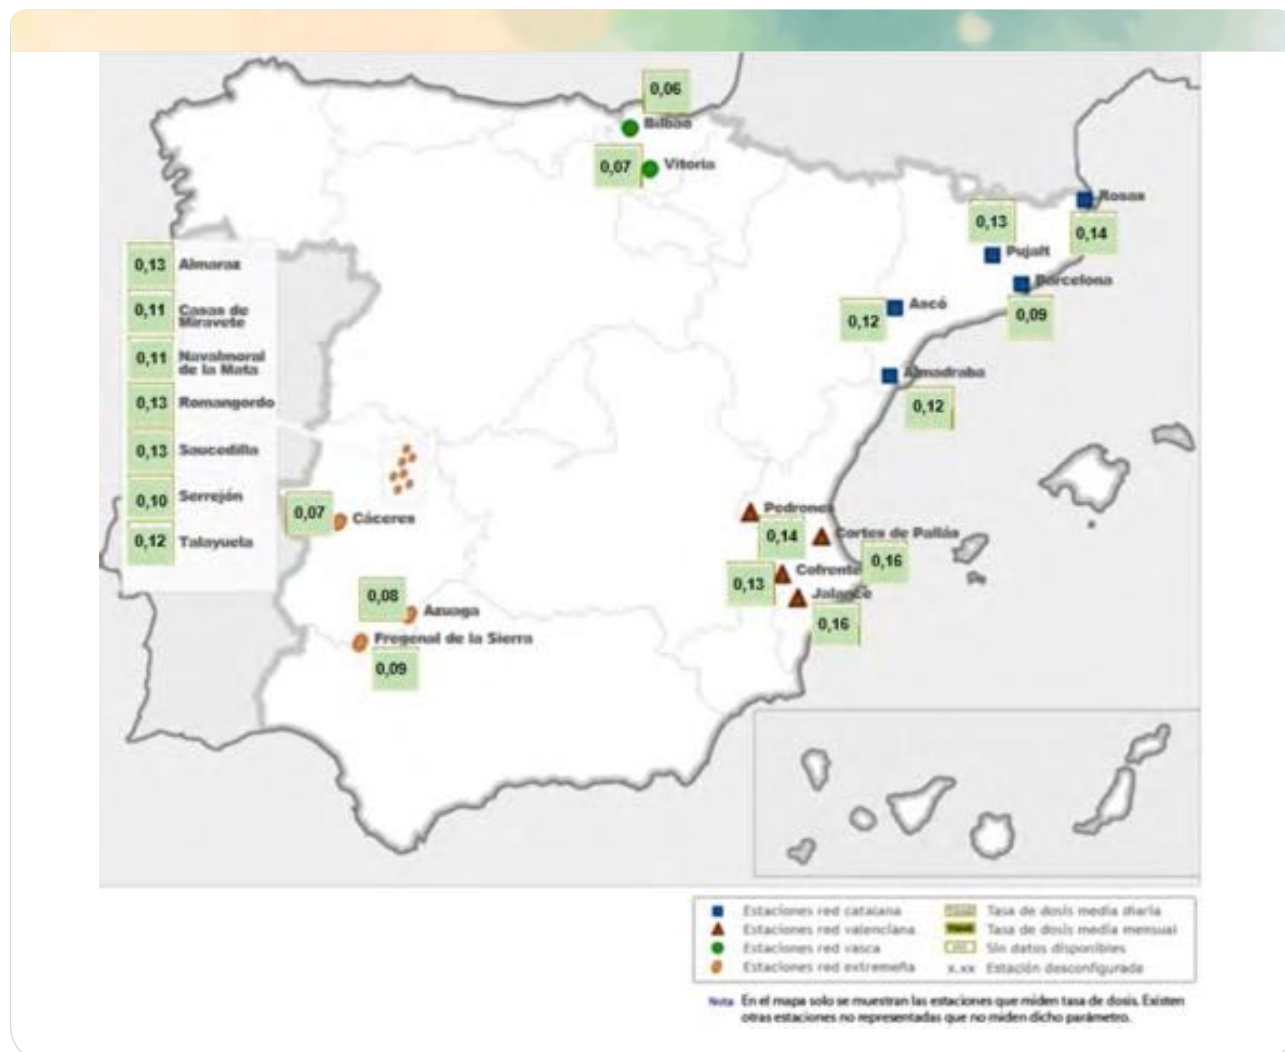 0,06
Bilbao
0,07
Vitoria
Rosas
0,13
0,14
Pujalt
Barcelona
0,09
Ascó
0,12
Almadraba
0,12
0,13 Almaraz
0,11 Casas de
Miravete
0,11 Navalmoral
de la Mata
0,13 Romangordo
0,13 Saucedilla
0,10 Serrejón
0,12 Talayuela
0,07
Cáceres
0,08
Azuaga
Fregenal de la Sierra
0,09
Pedrones
0,14
Cortes de Pallás
0,16
Cofrente
0,13
Jalance
0,16
Estaciones red catalana
Estaciones red valenciana
Estaciones red vasca
Estaciones red extremeña
Tasa de dosis media diaria
Tasa de dosis media mensual
Sin datos disponibles
x.xx Estación desconfigurada
Nota En el mapa solo se muestran las estaciones que miden tasa de dosis. Existen
otras estaciones no representadas que no miden dicho parámetro.